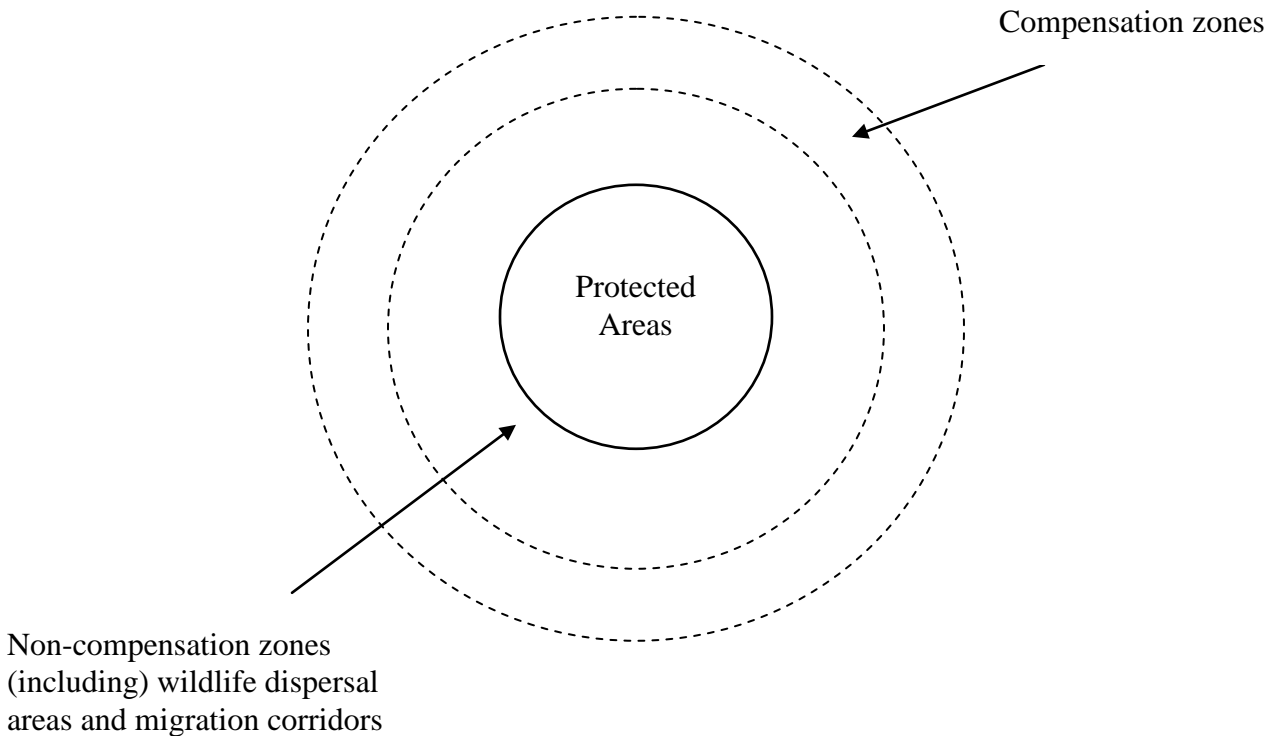 Compensation zones
Protected
Areas
Non-compensation zones
(including) wildlife dispersal
areas and migration corridors